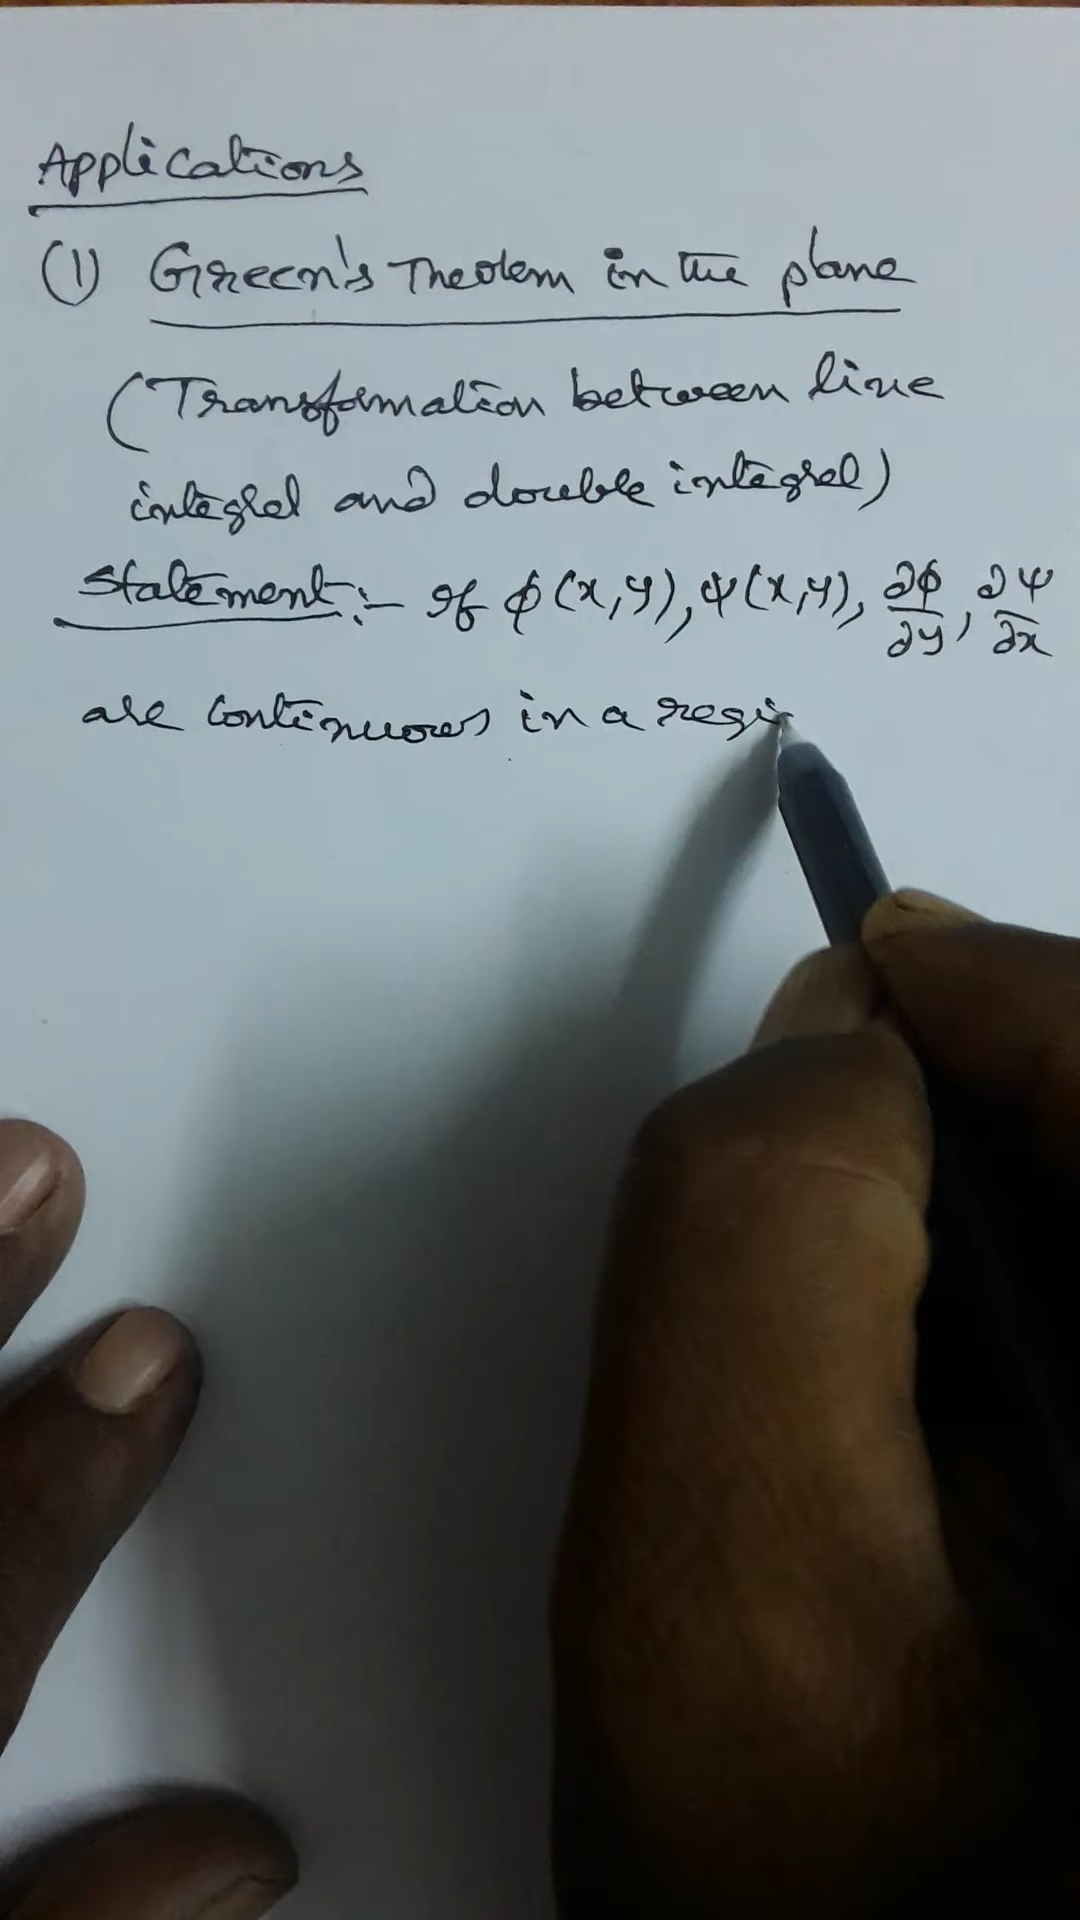 Applications
(1) Green's Theorem in the plane
(Transformation between line
integral and double integral)
Statement:- If ϕ(x,y), ψ(x,y), ∂ϕ/∂y, ∂ψ/∂x
are continuous in a regi